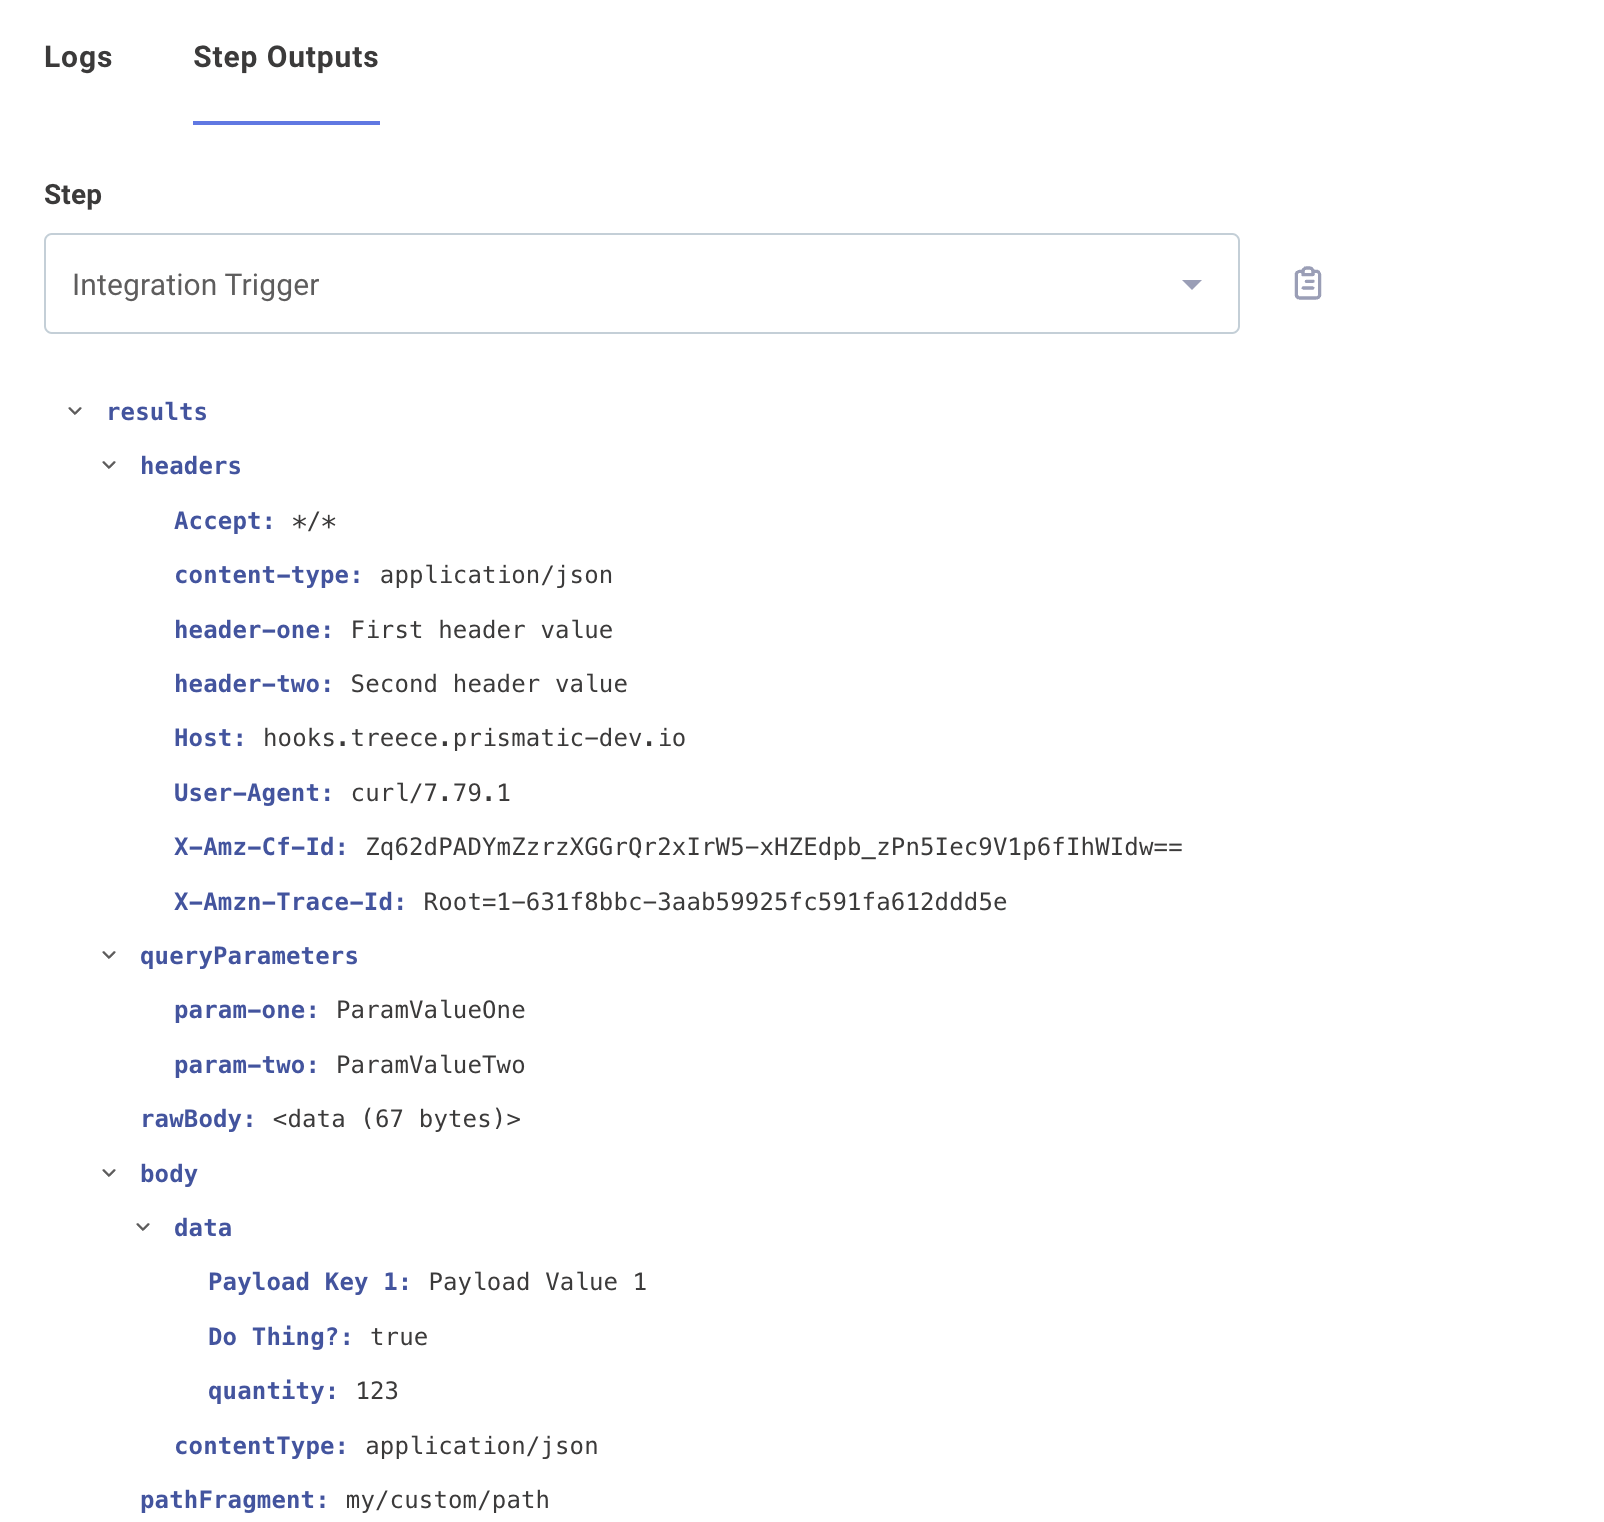 Logs Step Outputs
Step
Integration Trigger
results
headers
Accept: */*
content-type: application/json
header-one: First header value
header-two: Second header value
Host: hooks.treece.prismatic-dev.io
User-Agent: curl/7.79.1
X-Amz-Cf-Id: Zq62dPADYmZzrzXGGrQr2xIrW5-xHZEdpb_zPn5Iec9V1p6fIhWIdw==
X-Amzn-Trace-Id: Root=1-631f8bbc-3aab59925fc591fa612ddd5e
queryParameters
param-one: ParamValueOne
param-two: ParamValueTwo
rawBody: <data (67 bytes)>
body
data
Payload Key 1: Payload Value 1
Do Thing?: true
quantity: 123
contentType: application/json
pathFragment: my/custom/path